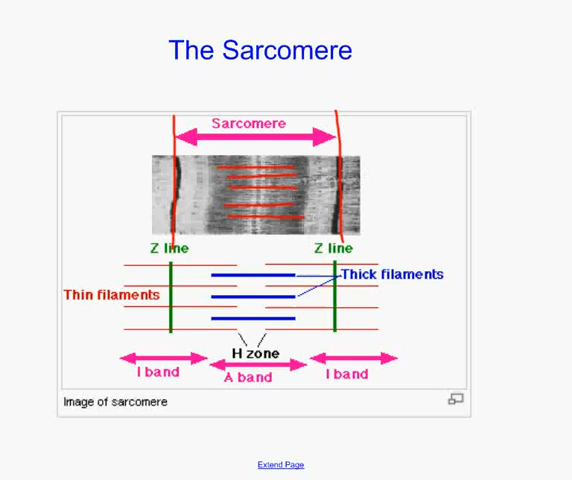 The Sarcomere
Sarcomere
Z line Z line
Thick filaments
Thin filaments
H zone
I band A band I band
Image of sarcomere
Extend Page